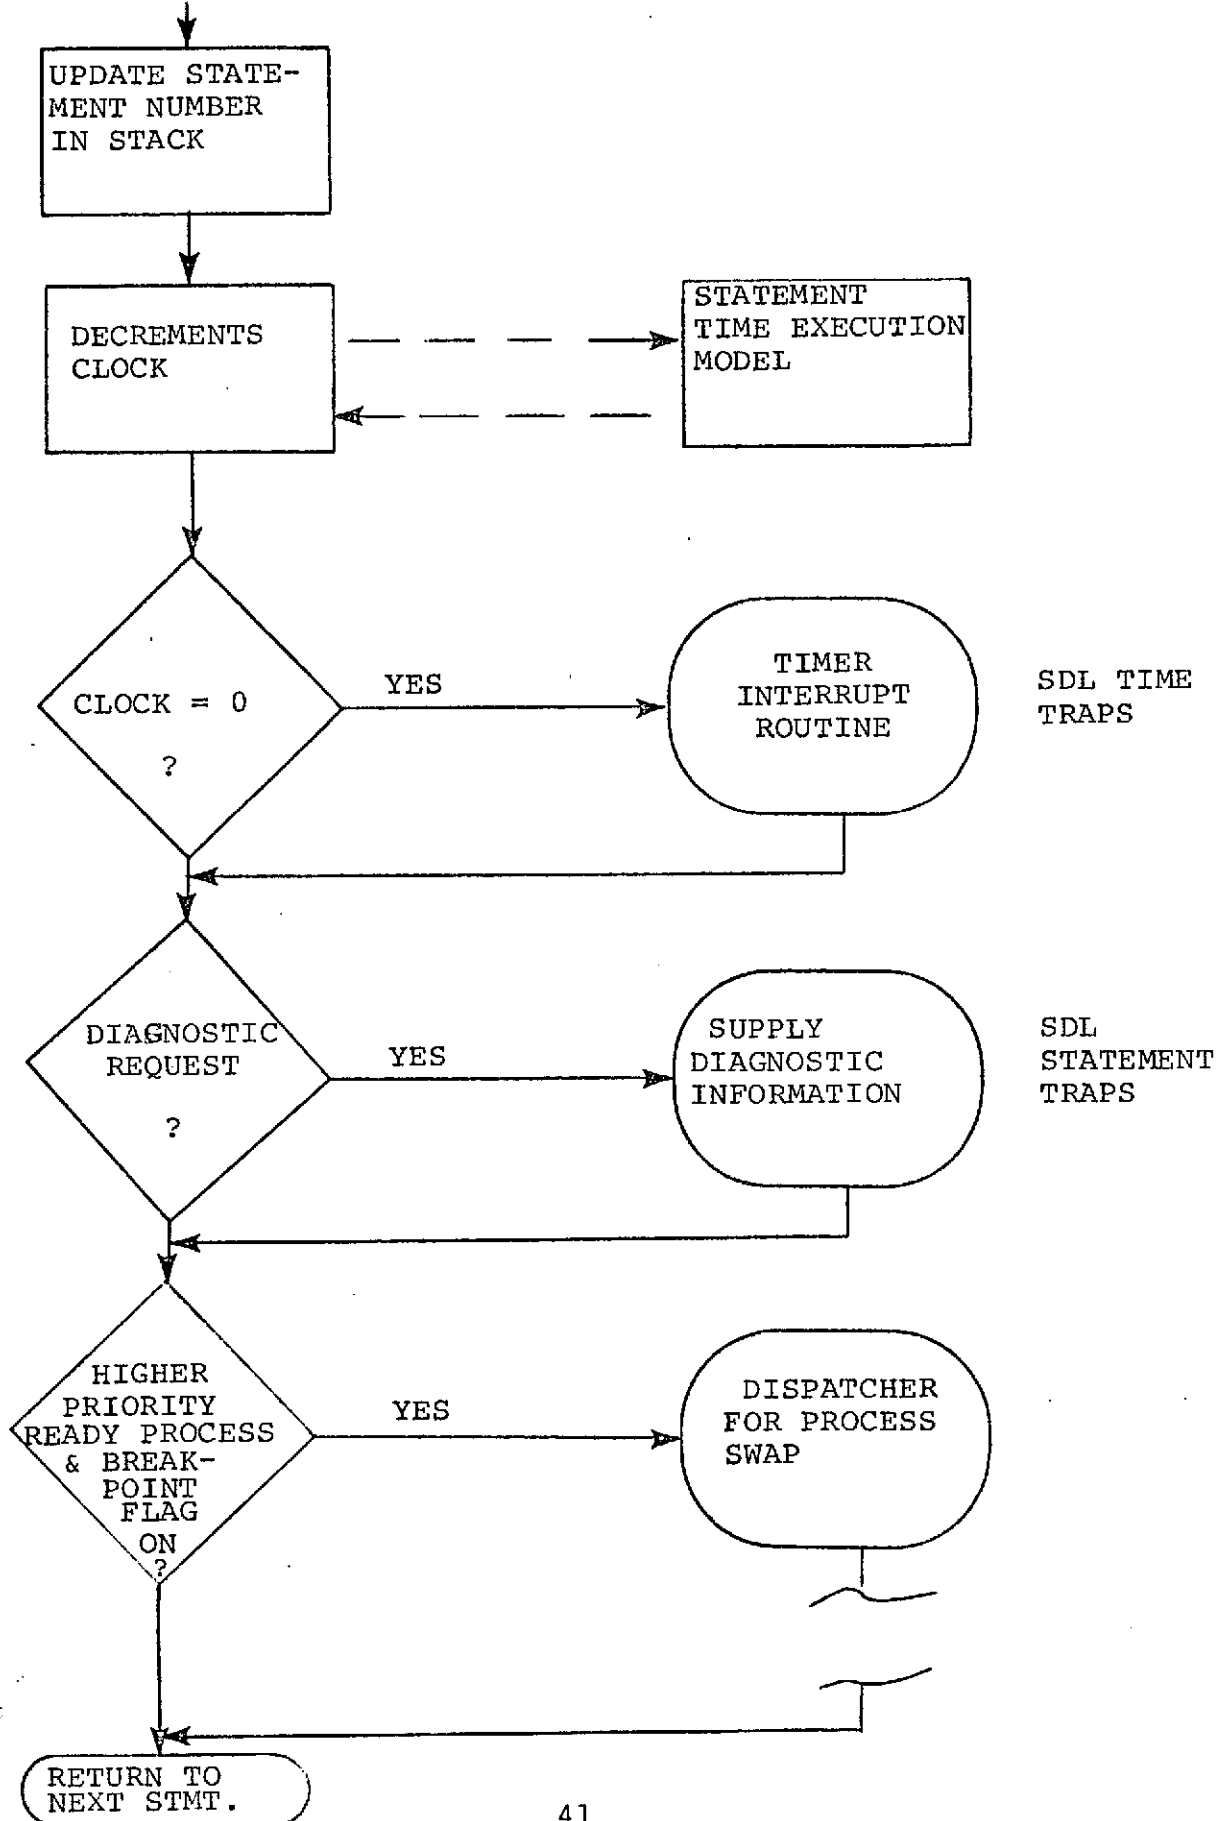 UPDATE STATE-
MENT NUMBER
IN STACK
DECREMENTS
CLOCK
STATEMENT
TIME EXECUTION
MODEL
CLOCK = 0
?
YES
TIMER
INTERRUPT
ROUTINE
SDL TIME
TRAPS
DIAGNOSTIC
REQUEST
?
YES
SUPPLY
DIAGNOSTIC
INFORMATION
SDL
STATEMENT
TRAPS
HIGHER
PRIORITY
READY PROCESS
& BREAK-
POINT
FLAG
ON
?
YES
DISPATCHER
FOR PROCESS
SWAP
RETURN TO
NEXT STMT.
41